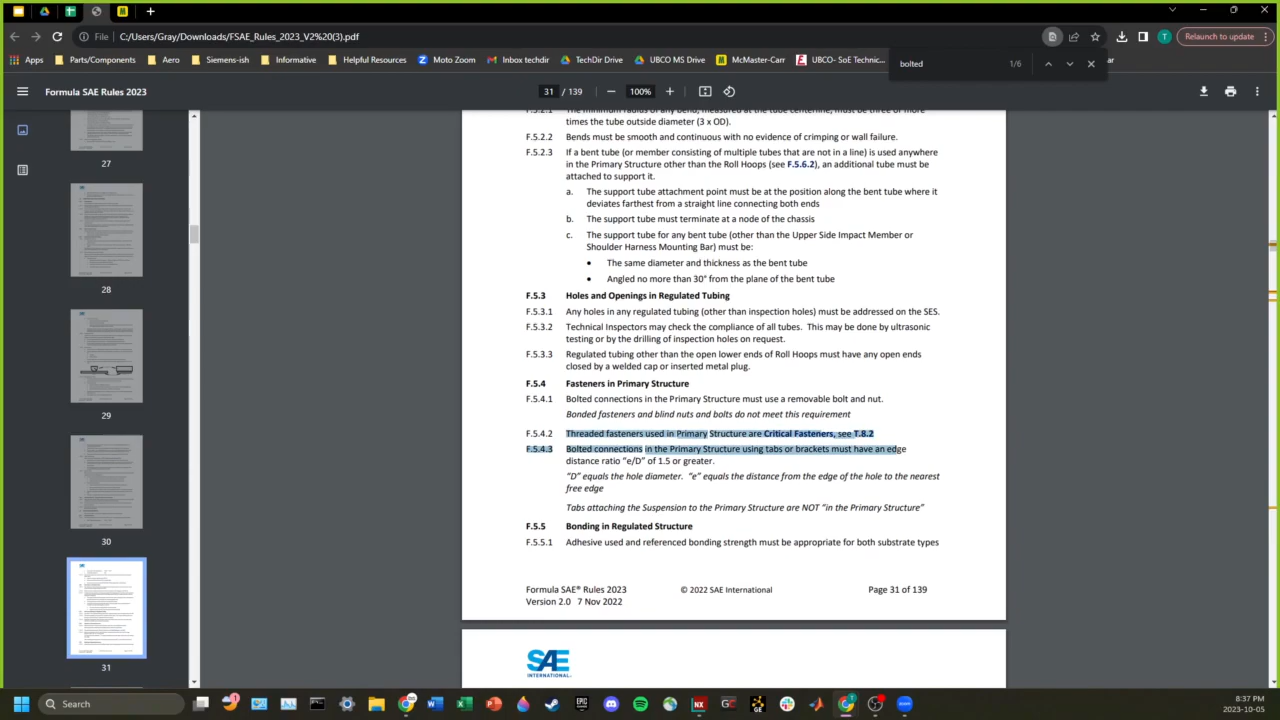 File C:/Users/Gray/Downloads/FSAE_Rules_2023_V2%20(3).pdf
T
Relaunch to update
Apps Parts/Components Aero Siemens-ish Informative Helpful Resources Moto Zoom Inbox techdir TechDir Drive UBCO MS Drive McMaster-Carr UBCO- SoE Technic... ar
bolted 1/6
Formula SAE Rules 2023 31 / 139 100%
27
28
29
30
31
times the tube outside diameter (3 x OD).
F.5.2.2 Bends must be smooth and continuous with no evidence of crimping or wall failure.
F.5.2.3 If a bent tube (or member consisting of multiple tubes that are not in a line) is used anywhere
in the Primary Structure other than the Roll Hoops (see F.5.6.2), an additional tube must be
attached to support it.
a. The support tube attachment point must be at the position along the bent tube where it
deviates farthest from a straight line connecting both ends
b. The support tube must terminate at a node of the chassis
c. The support tube for any bent tube (other than the Upper Side Impact Member or
Shoulder Harness Mounting Bar) must be:
• The same diameter and thickness as the bent tube
• Angled no more than 30° from the plane of the bent tube
F.5.3 Holes and Openings in Regulated Tubing
F.5.3.1 Any holes in any regulated tubing (other than inspection holes) must be addressed on the SES.
F.5.3.2 Technical Inspectors may check the compliance of all tubes. This may be done by ultrasonic
testing or by the drilling of inspection holes on request.
F.5.3.3 Regulated tubing other than the open lower ends of Roll Hoops must have any open ends
closed by a welded cap or inserted metal plug.
F.5.4 Fasteners in Primary Structure
F.5.4.1 Bolted connections in the Primary Structure must use a removable bolt and nut.
Bonded fasteners and blind nuts and bolts do not meet this requirement
F.5.4.2 Threaded fasteners used in Primary Structure are Critical Fasteners, see T.8.2
F.5.4.3 Bolted connections in the Primary Structure using tabs or brackets must have an edge
distance ratio "e/D" of 1.5 or greater.
"D" equals the hole diameter. "e" equals the distance from the edge of the hole to the nearest
free edge
Tabs attaching the Suspension to the Primary Structure are NOT "in the Primary Structure"
F.5.5 Bonding in Regulated Structure
F.5.5.1 Adhesive used and referenced bonding strength must be appropriate for both substrate types
Formula SAE® Rules 2023 © 2022 SAE International Page 31 of 139
Version 2.0 7 Nov 2022
SAE
INTERNATIONAL
Search
8:37 PM
2023-10-05